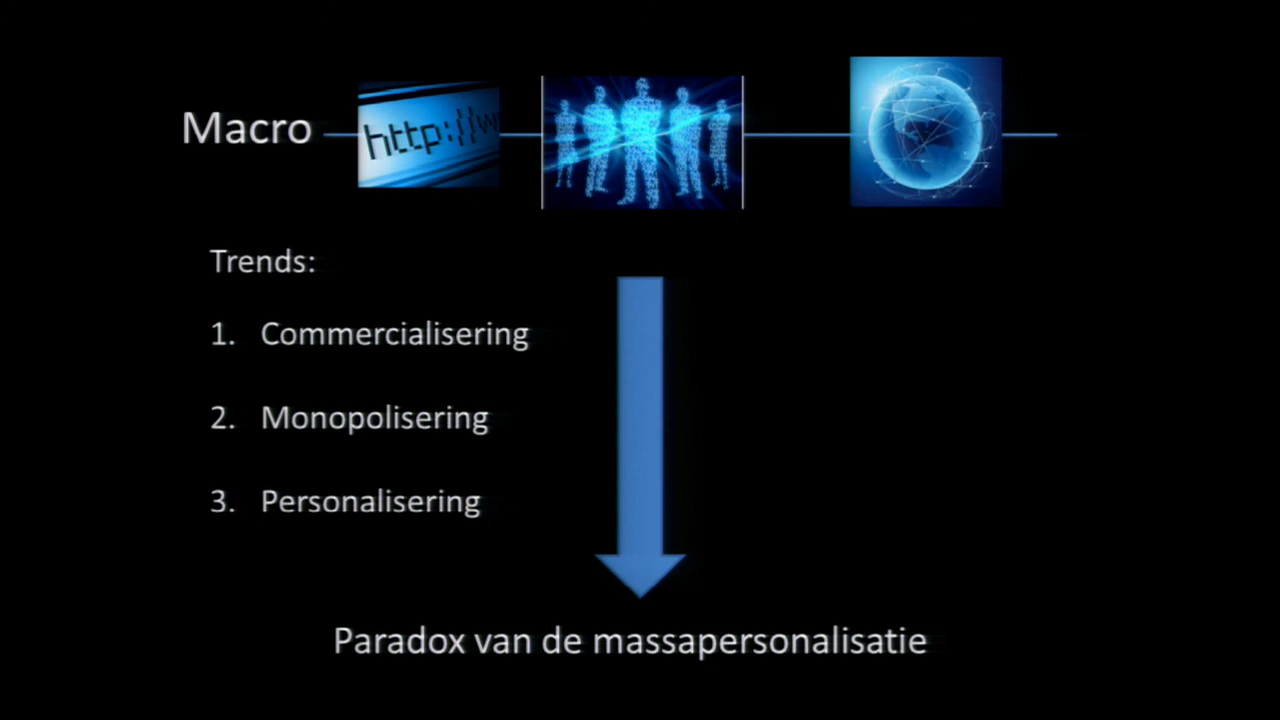 Macro
http://w
Trends:
1. Commercialisering
2. Monopolisering
3. Personalisering
Paradox van de massapersonalisatie